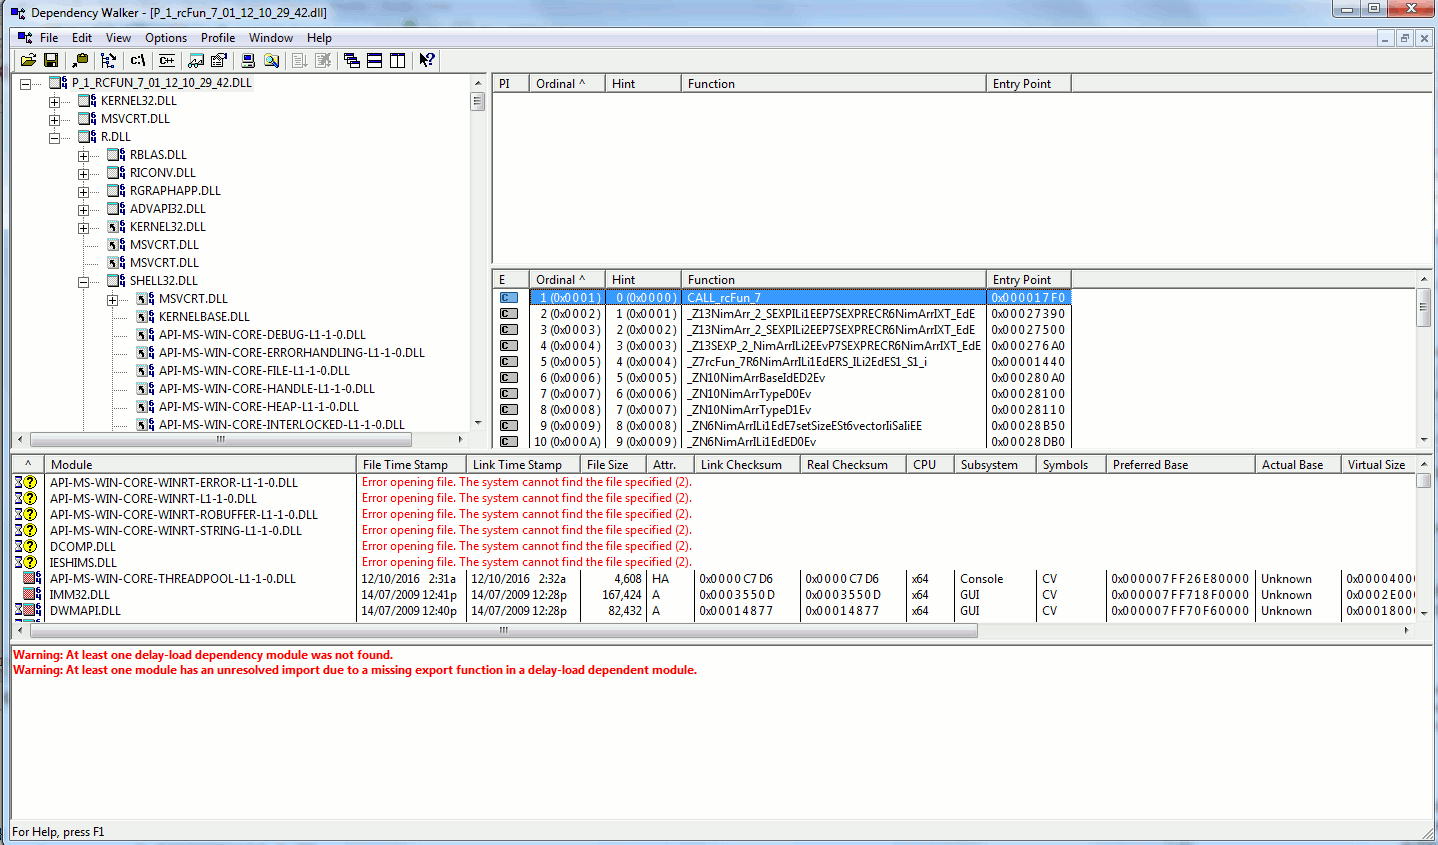 Dependency Walker - [P_1_rcFun_7_01_12_10_29_42.dll]
File Edit View Options Profile Window Help
C:\ C++
P_1_RCFUN_7_01_12_10_29_42.DLL
KERNEL32.DLL
MSVCRT.DLL
R.DLL
RBLAS.DLL
RICONV.DLL
RGRAPHAPP.DLL
ADVAPI32.DLL
KERNEL32.DLL
MSVCRT.DLL
MSVCRT.DLL
SHELL32.DLL
MSVCRT.DLL
KERNELBASE.DLL
API-MS-WIN-CORE-DEBUG-L1-1-0.DLL
API-MS-WIN-CORE-ERRORHANDLING-L1-1-0.DLL
API-MS-WIN-CORE-FILE-L1-1-0.DLL
API-MS-WIN-CORE-HANDLE-L1-1-0.DLL
API-MS-WIN-CORE-HEAP-L1-1-0.DLL
API-MS-WIN-CORE-INTERLOCKED-L1-1-0.DLL
PI Ordinal ^ Hint Function Entry Point
E Ordinal ^ Hint Function Entry Point
C 1 (0x0001) 0 (0x0000) CALL_rcFun_7 0x000017F0
C 2 (0x0002) 1 (0x0001) _Z13NimArr_2_SEXPILi1EEP7SEXPRECR6NimArrIXT_EdE 0x00027390
C 3 (0x0003) 2 (0x0002) _Z13NimArr_2_SEXPILi2EEP7SEXPRECR6NimArrIXT_EdE 0x00027500
C 4 (0x0004) 3 (0x0003) _Z13SEXP_2_NimArrILi2EEvP7SEXPRECR6NimArrIXT_EdE 0x000276A0
C 5 (0x0005) 4 (0x0004) _Z7rcFun_7R6NimArrILi1EdERS_ILi2EdES1_S1_i 0x00001440
C 6 (0x0006) 5 (0x0005) _ZN10NimArrBaseIdED2Ev 0x000280A0
C 7 (0x0007) 6 (0x0006) _ZN10NimArrTypeD0Ev 0x00028100
C 8 (0x0008) 7 (0x0007) _ZN10NimArrTypeD1Ev 0x00028110
C 9 (0x0009) 8 (0x0008) _ZN6NimArrILi1EdE7setSizeESt6vectorIiSaIiEE 0x00028B50
C 10 (0x000A) 9 (0x0009) _ZN6NimArrILi1EdED0Ev 0x00028DB0
^ Module File Time Stamp Link Time Stamp File Size Attr. Link Checksum Real Checksum CPU Subsystem Symbols Preferred Base Actual Base Virtual Size
API-MS-WIN-CORE-WINRT-ERROR-L1-1-0.DLL Error opening file. The system cannot find the file specified (2).
API-MS-WIN-CORE-WINRT-L1-1-0.DLL Error opening file. The system cannot find the file specified (2).
API-MS-WIN-CORE-WINRT-ROBUFFER-L1-1-0.DLL Error opening file. The system cannot find the file specified (2).
API-MS-WIN-CORE-WINRT-STRING-L1-1-0.DLL Error opening file. The system cannot find the file specified (2).
DCOMP.DLL Error opening file. The system cannot find the file specified (2).
IESHIMS.DLL Error opening file. The system cannot find the file specified (2).
API-MS-WIN-CORE-THREADPOOL-L1-1-0.DLL 12/10/2016 2:31a 12/10/2016 2:32a 4,608 HA 0x0000C7D6 0x0000C7D6 x64 Console CV 0x000007FF26E80000 Unknown 0x0000400
IMM32.DLL 14/07/2009 12:41p 14/07/2009 12:28p 167,424 A 0x0003550D 0x0003550D x64 GUI CV 0x000007FF718F0000 Unknown 0x0002E00
DWMAPI.DLL 14/07/2009 12:40p 14/07/2009 12:28p 82,432 A 0x00014877 0x00014877 x64 GUI CV 0x000007FF70F60000 Unknown 0x0001800
Warning: At least one delay-load dependency module was not found.
Warning: At least one module has an unresolved import due to a missing export function in a delay-load dependent module.
For Help, press F1